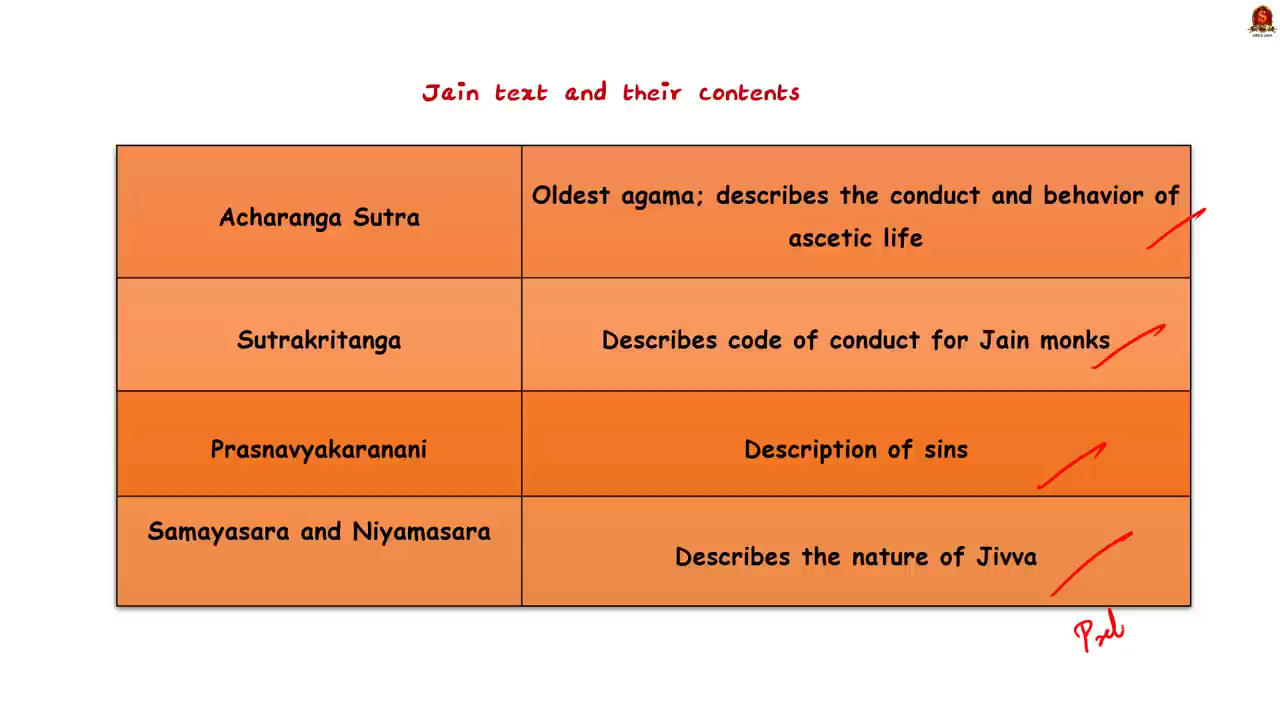 Jain text and their contents
Acharanga Sutra
Oldest agama; describes the conduct and behavior of
ascetic life
Sutrakritanga
Describes code of conduct for Jain monks
Prasnavyakaranani
Description of sins
Samayasara and Niyamasara
Describes the nature of Jivva